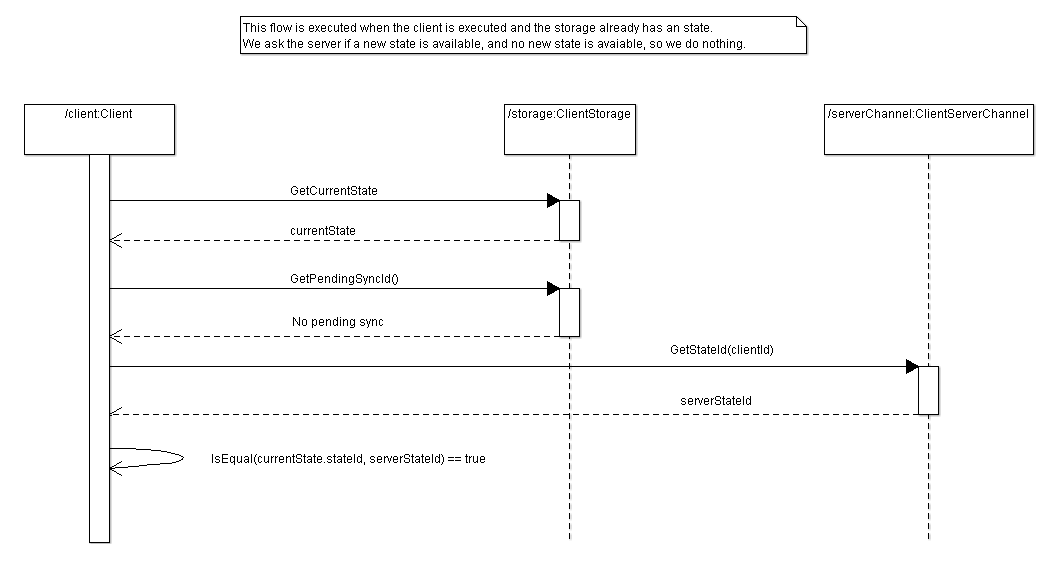 This flow is executed when the client is executed and the storage already has an state.
We ask the server if a new state is available, and no new state is avaiable, so we do nothing.
/client:Client
/storage:ClientStorage
/serverChannel:ClientServerChannel
GetCurrentState
currentState
GetPendingSyncId()
No pending sync
GetStateId(clientId)
serverStateId
IsEqual(currentState.stateId, serverStateId) == true